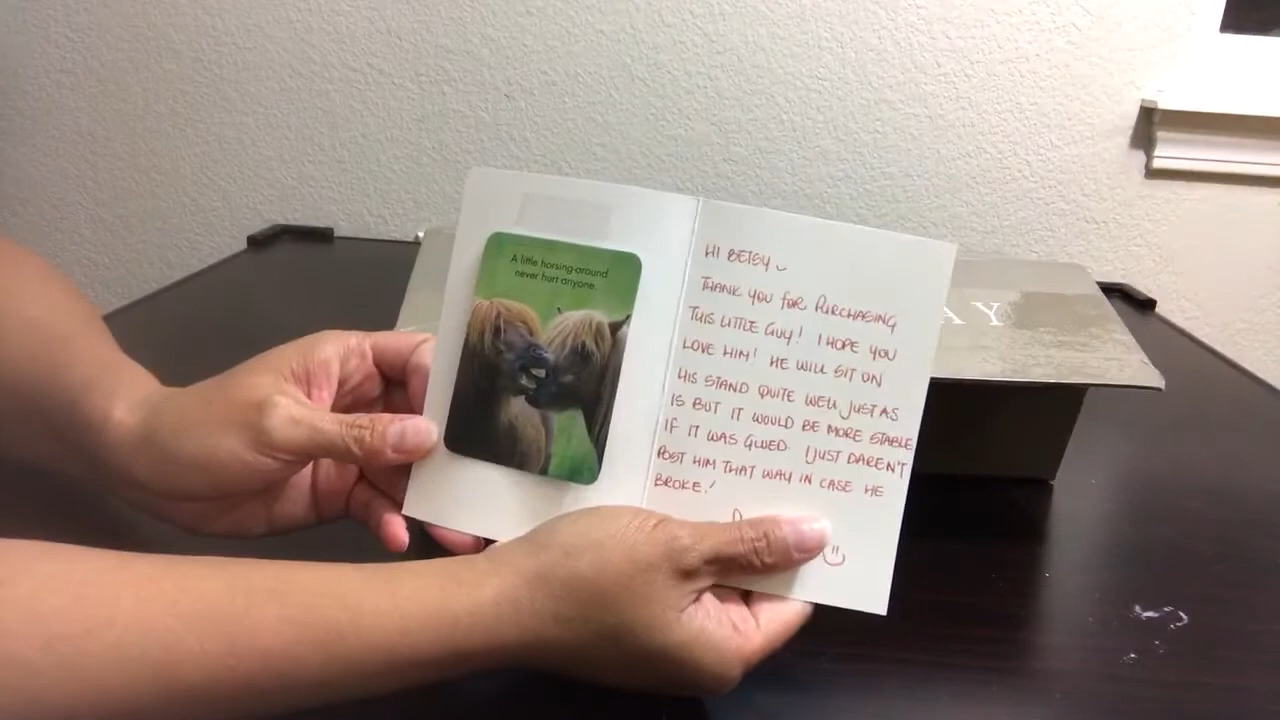 A little horsing-around
never hurt anyone.
HI BETSY
THANK YOU FOR PURCHASING
THIS LITTLE GUY! I HOPE YOU
LOVE HIM! HE WILL SIT ON
HIS STAND QUITE WELL JUST AS
IS BUT IT WOULD BE MORE STABLE
IF IT WAS GLUED. I JUST DAREN'T
POST HIM THAT WAY IN CASE HE
BROKE!
AY